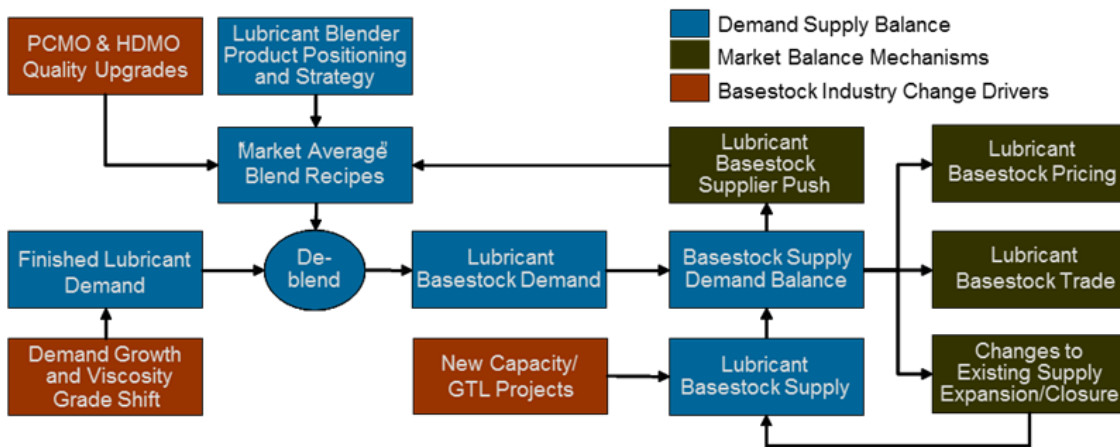 PCMO & HDMO
Quality Upgrades
Lubricant Blender
Product Positioning
and Strategy
Demand Supply Balance
Market Balance Mechanisms
Basestock Industry Change Drivers
"Market Average"
Blend Recipes
Lubricant
Basestock
Supplier Push
Lubricant
Basestock Pricing
Finished Lubricant
Demand
De-
blend
Lubricant
Basestock Demand
Basestock Supply
Demand Balance
Lubricant
Basestock Trade
Demand Growth
and Viscosity
Grade Shift
New Capacity/
GTL Projects
Lubricant
Basestock Supply
Changes to
Existing Supply
Expansion/Closure